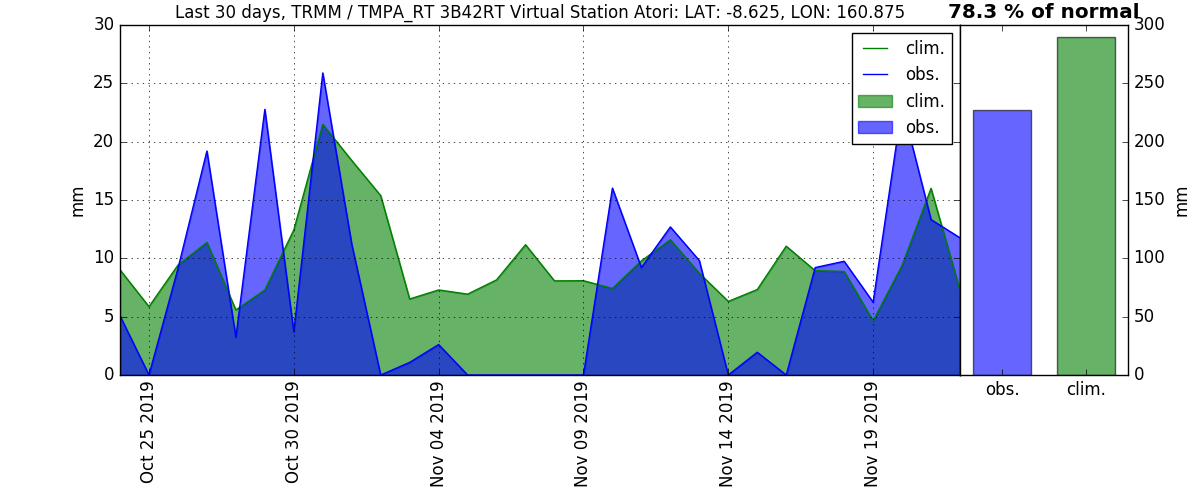 Last 30 days, TRMM / TMPA_RT 3B42RT Virtual Station Atori: LAT: -8.625, LON: 160.875
78.3 % of normal
30
25
20
15
10
5
0
mm
clim.
obs.
clim.
obs.
300
250
200
150
100
50
0
mm
obs.
clim.
Oct 25 2019
Oct 30 2019
Nov 04 2019
Nov 09 2019
Nov 14 2019
Nov 19 2019